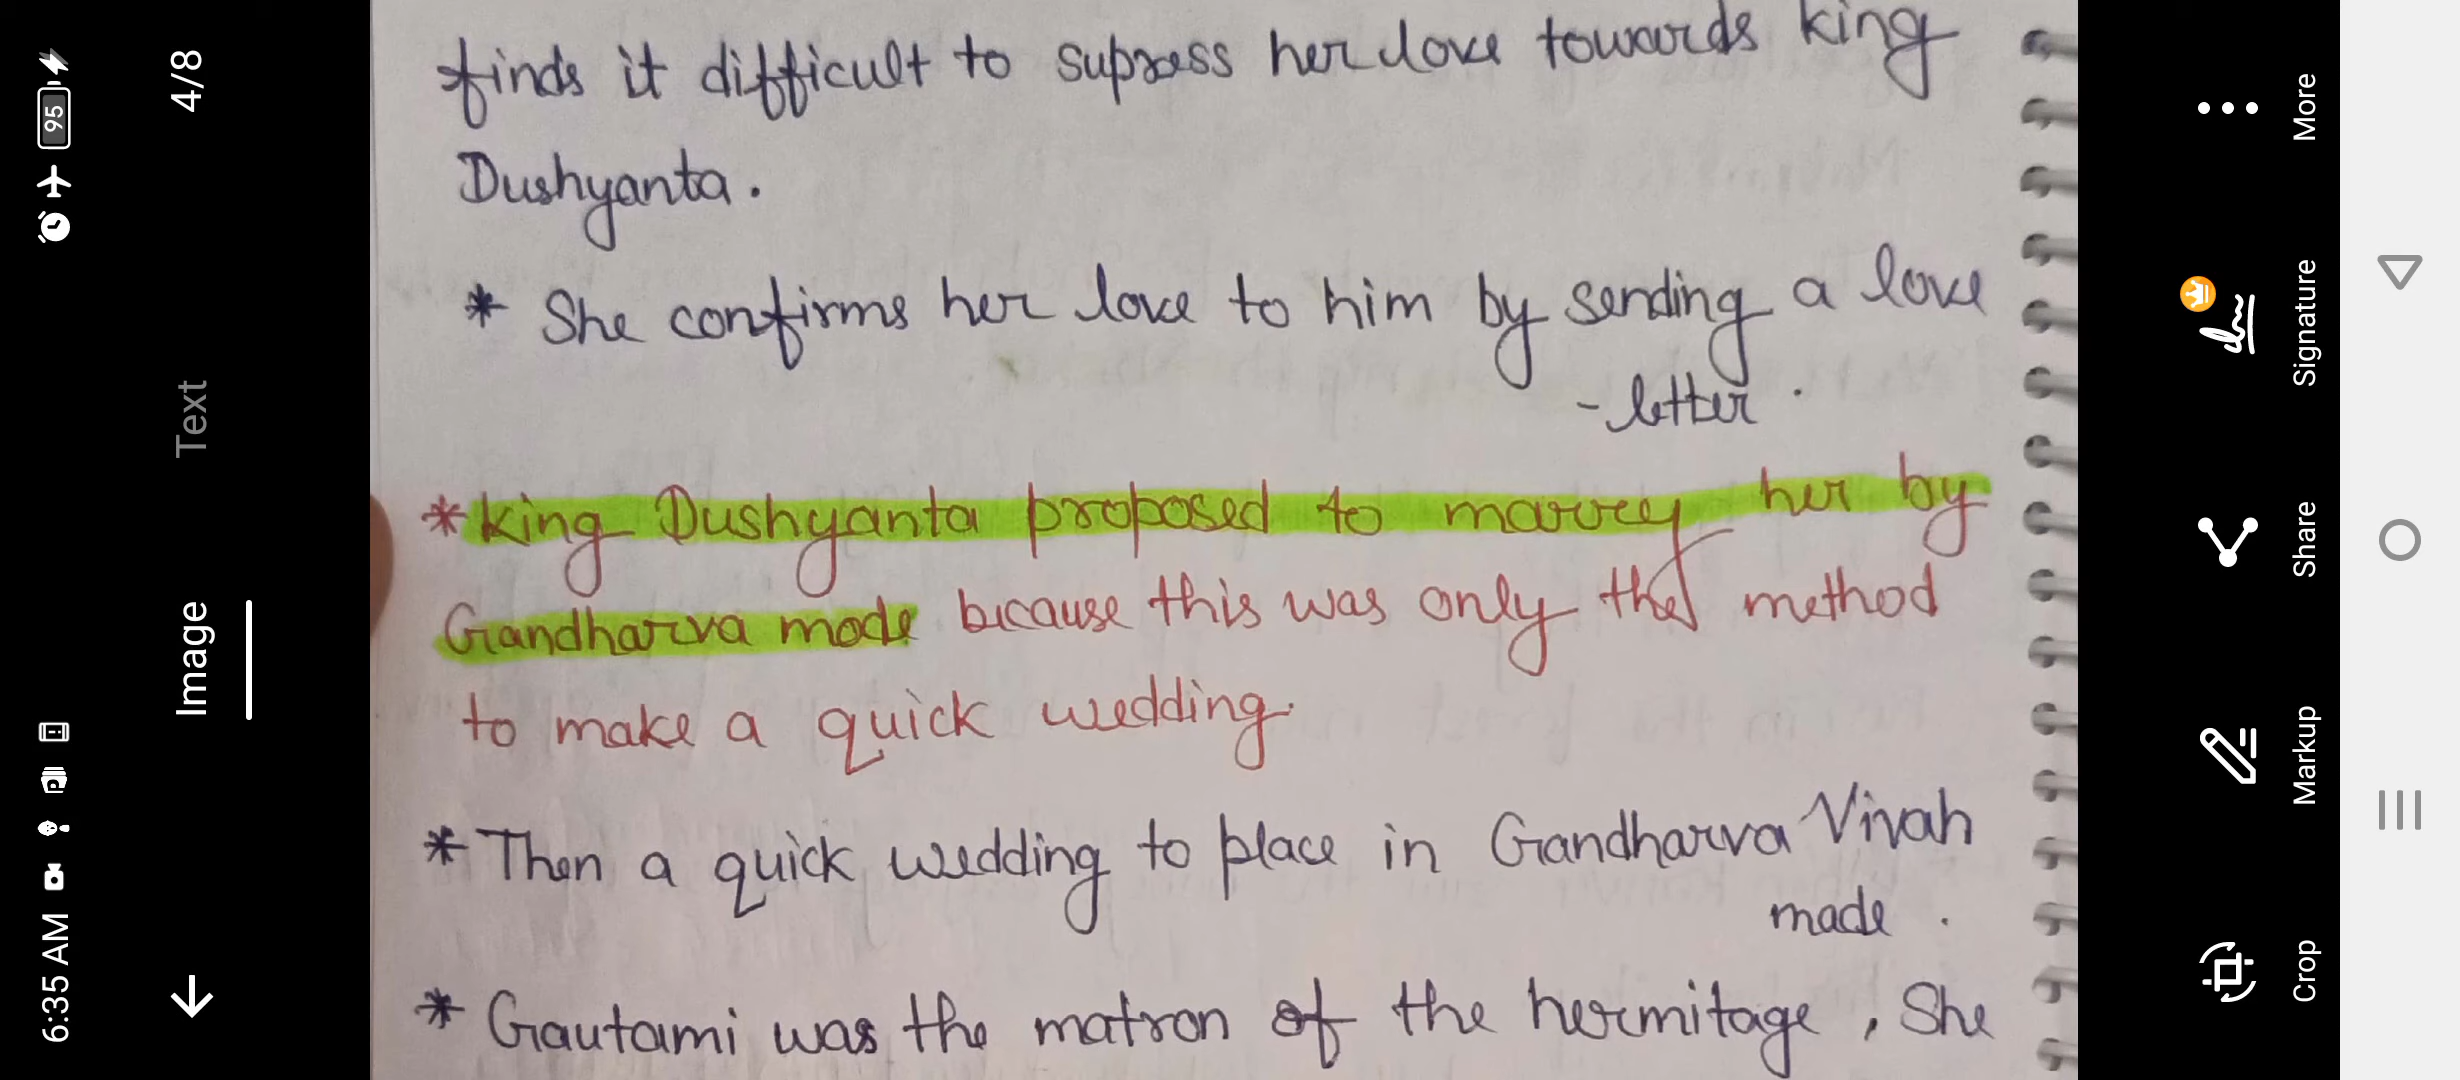 finds it difficult to supress her love towards king
Dushyanta.
* She confirms her love to him by sending a love
- letter.
* king Dushyanta proposed to marrey her by
Gandharva mode because this was only the method
to make a quick wedding.
* Then a quick wedding to place in Gandharva Vivah
made.
* Gautami was the matron of the hermitage, She
6:35 AM
95
Image
Text
4/8
Crop
Markup
Share
Signature
More